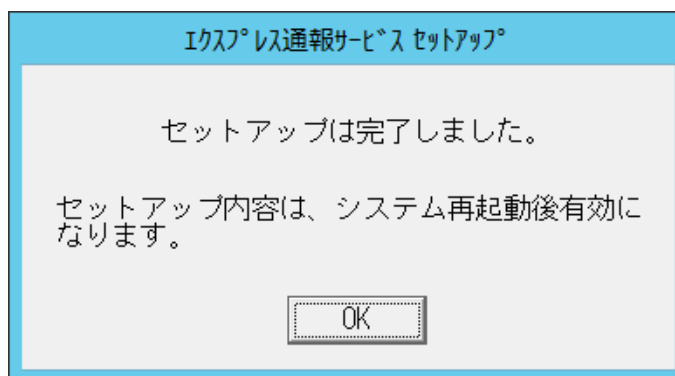 ｴｸｽﾌﾟﾚｽ通報ｻｰﾋﾞｽ ｾｯﾄｱｯﾌﾟ
セットアップは完了しました。
セットアップ内容は、システム再起動後有効に
なります。
OK